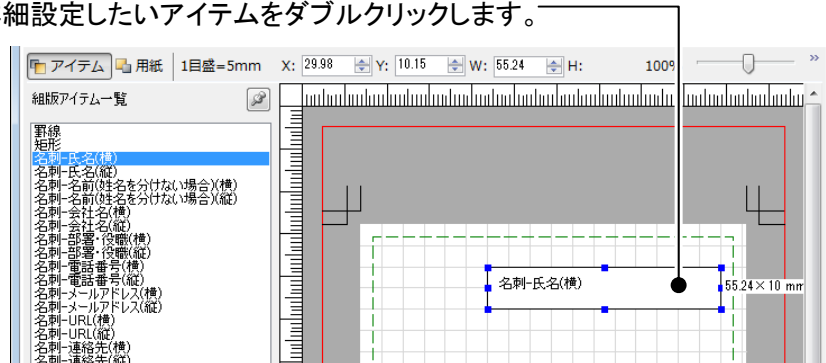 細設定したいアイテムをダブルクリックします。
アイテム 用紙 1目盛=5mm X: 29.98 Y: 10.15 W: 55.24 H: 100% »
組版アイテム一覧
罫線
矩形
名刺-氏名(横)
名刺-氏名(縦)
名刺-名前(姓名を分けない場合)(横)
名刺-名前(姓名を分けない場合)(縦)
名刺-会社名(横)
名刺-会社名(縦)
名刺-部署・役職(横)
名刺-部署・役職(縦)
名刺-電話番号(横)
名刺-電話番号(縦)
名刺-メールアドレス(横)
名刺-メールアドレス(縦)
名刺-URL(横)
名刺-URL(縦)
名刺-連絡先(横)
名刺-連絡先(縦)
名刺-氏名(横)
55.24×10 mm